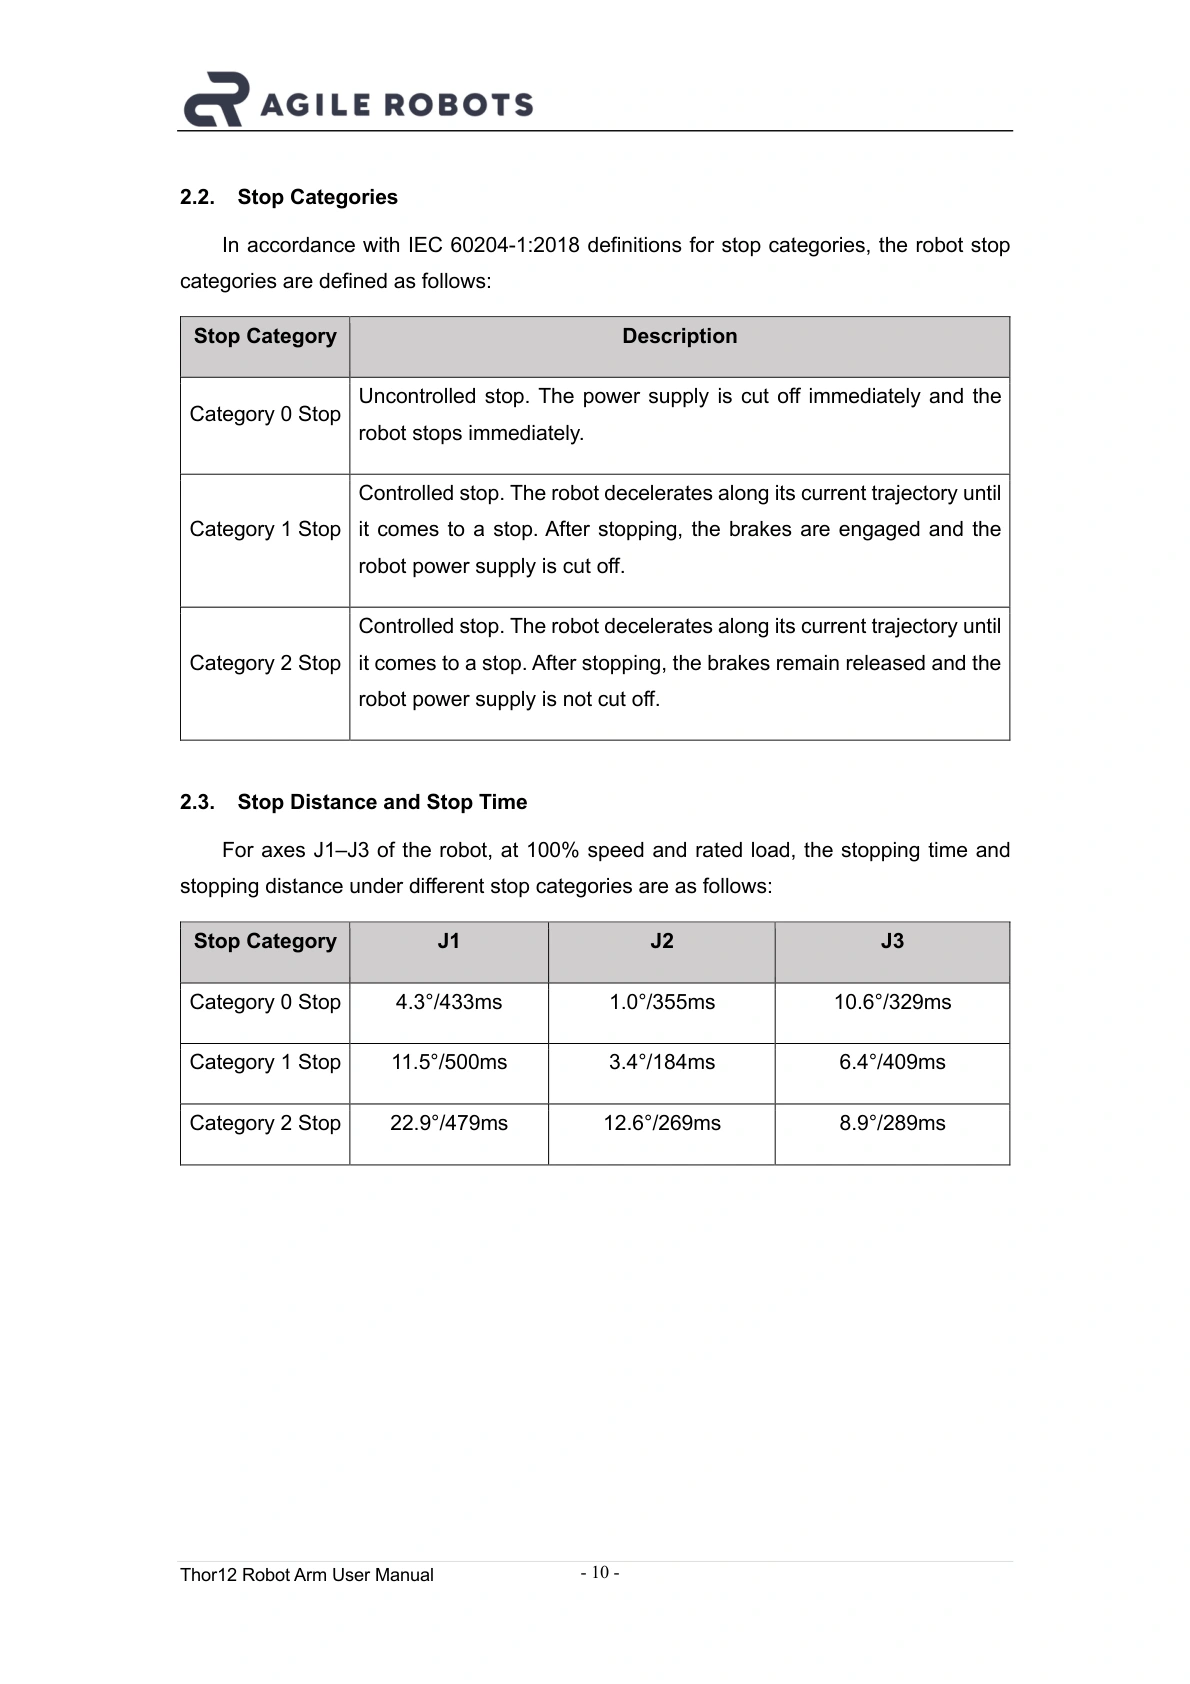 AGILE ROBOTS
2.2. Stop Categories
In accordance with IEC 60204-1:2018 definitions for stop categories, the robot stop
categories are defined as follows:
Stop Category Description
Category 0 Stop
Uncontrolled stop. The power supply is cut off immediately and the
robot stops immediately.
Category 1 Stop
Controlled stop. The robot decelerates along its current trajectory until
it comes to a stop. After stopping, the brakes are engaged and the
robot power supply is cut off.
Category 2 Stop
Controlled stop. The robot decelerates along its current trajectory until
it comes to a stop. After stopping, the brakes remain released and the
robot power supply is not cut off.
2.3. Stop Distance and Stop Time
For axes J1–J3 of the robot, at 100% speed and rated load, the stopping time and
stopping distance under different stop categories are as follows:
Stop Category J1 J2 J3
Category 0 Stop 4.3°/433ms 1.0°/355ms 10.6°/329ms
Category 1 Stop 11.5°/500ms 3.4°/184ms 6.4°/409ms
Category 2 Stop 22.9°/479ms 12.6°/269ms 8.9°/289ms
Thor12 Robot Arm User Manual - 10 -